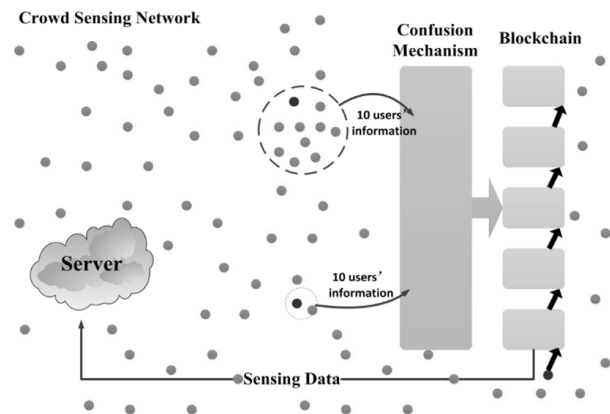 Crowd Sensing Network
Confusion
Mechanism
Blockchain
10 users'
information
Server
10 users'
information
Sensing Data